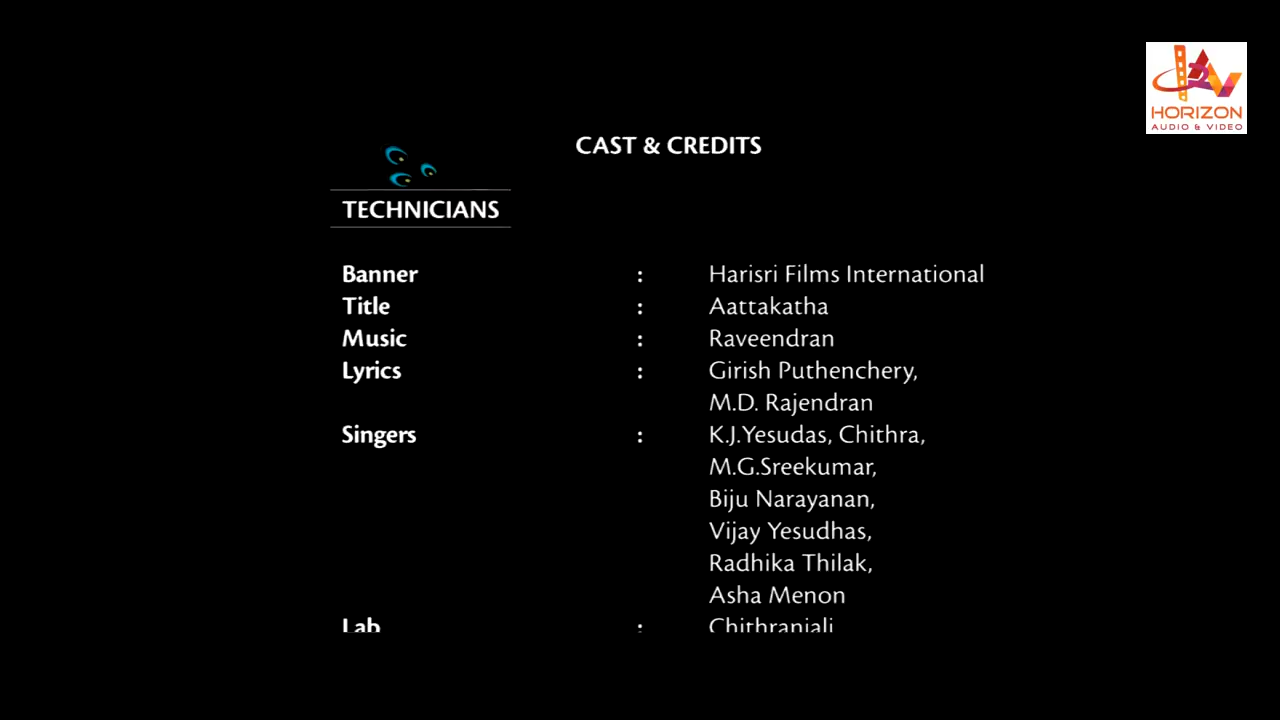 HORIZON
AUDIO & VIDEO
CAST & CREDITS
TECHNICIANS
Banner : Harisri Films International
Title : Aattakatha
Music : Raveendran
Lyrics : Girish Puthenchery,
M.D. Rajendran
Singers : K.J.Yesudas, Chithra,
M.G.Sreekumar,
Biju Narayanan,
Vijay Yesudhas,
Radhika Thilak,
Asha Menon
Lab : Chithranjali